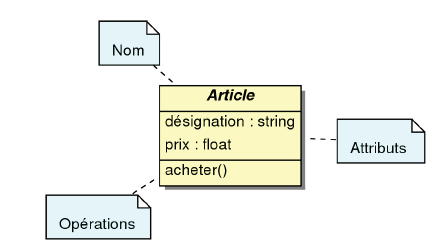 Nom
Article
désignation : string
prix : float
Attributs
acheter()
Opérations